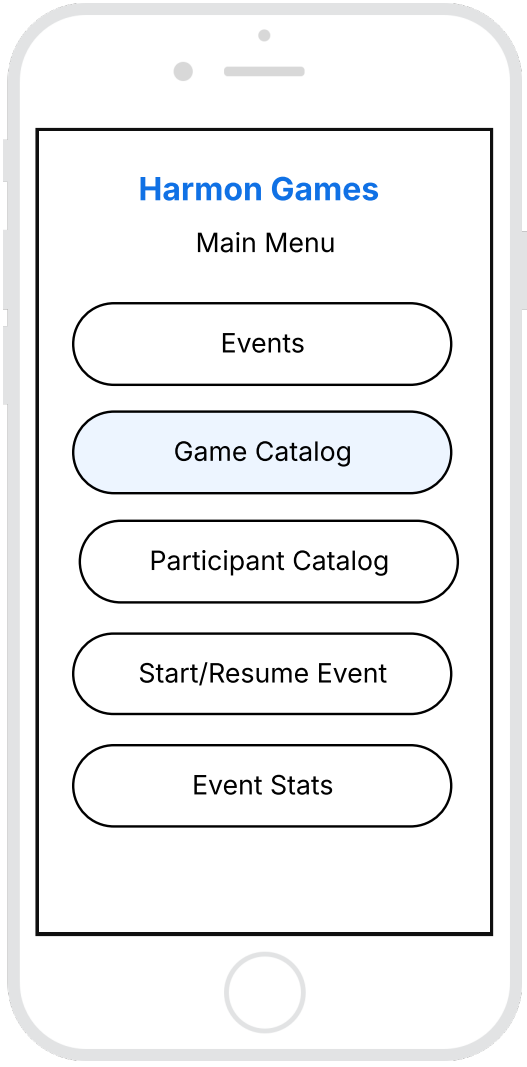 Harmon Games
Main Menu
Events
Game Catalog
Participant Catalog
Start/Resume Event
Event Stats